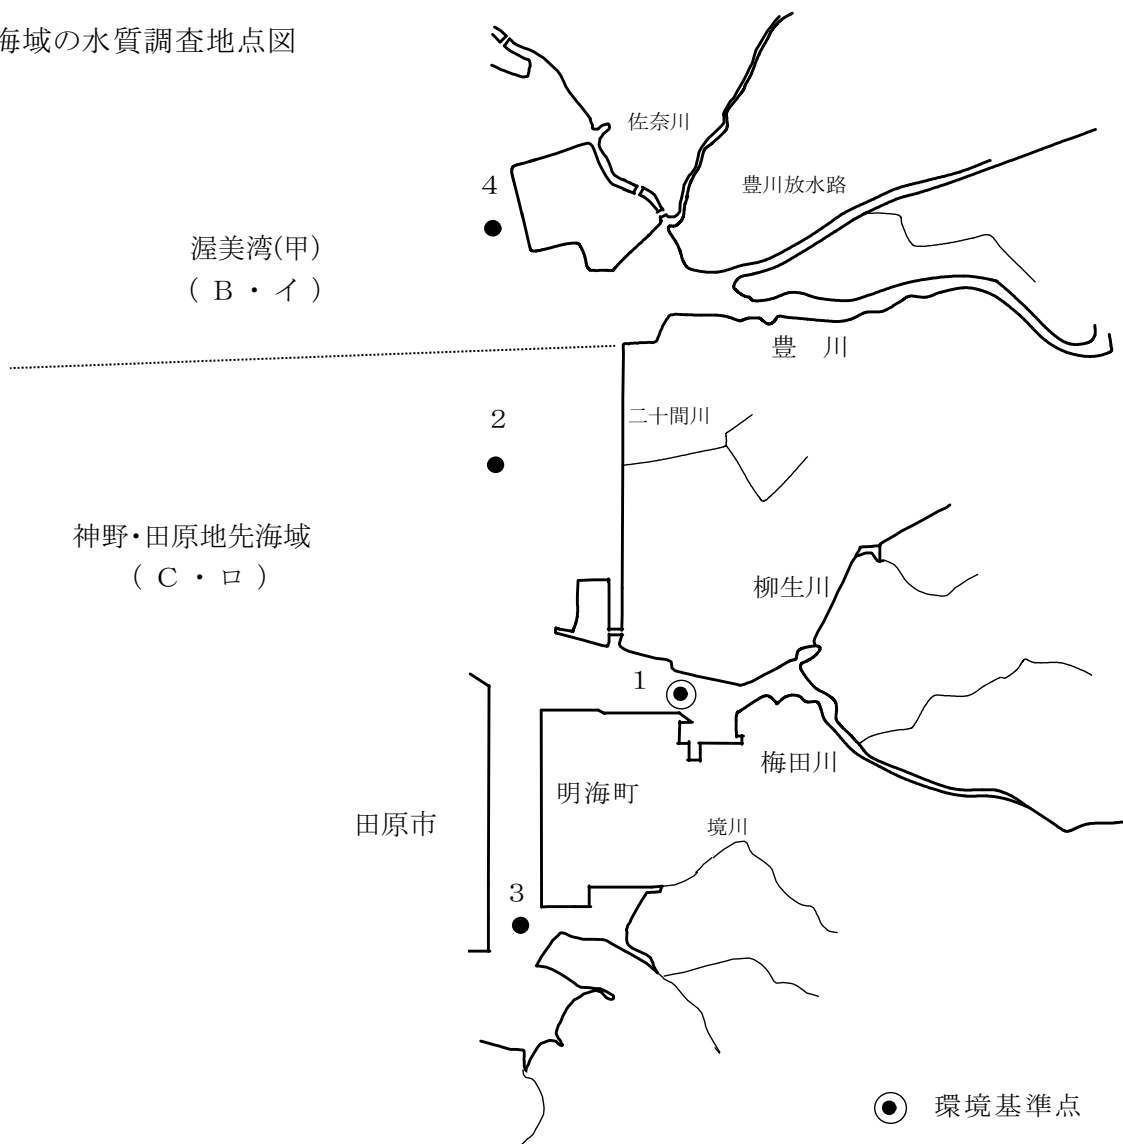 海域の水質調査地点図
佐奈川
4
豊川放水路
渥美湾(甲)
( B ・ イ )
豊 川
2
二十間川
神野・田原地先海域
( C ・ ロ )
柳生川
1
梅田川
明海町
田原市
境川
3
環境基準点